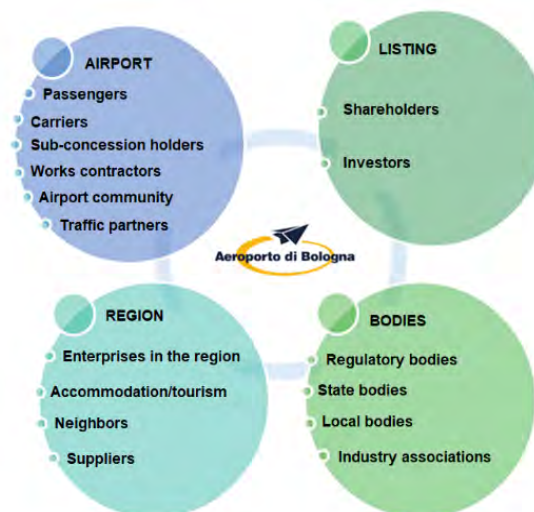 AIRPORT
Passengers
Carriers
Sub-concession holders
Works contractors
Airport community
Traffic partners
LISTING
Shareholders
Investors
Aeroporto di Bologna
REGION
Enterprises in the region
Accommodation/tourism
Neighbors
Suppliers
BODIES
Regulatory bodies
State bodies
Local bodies
Industry associations